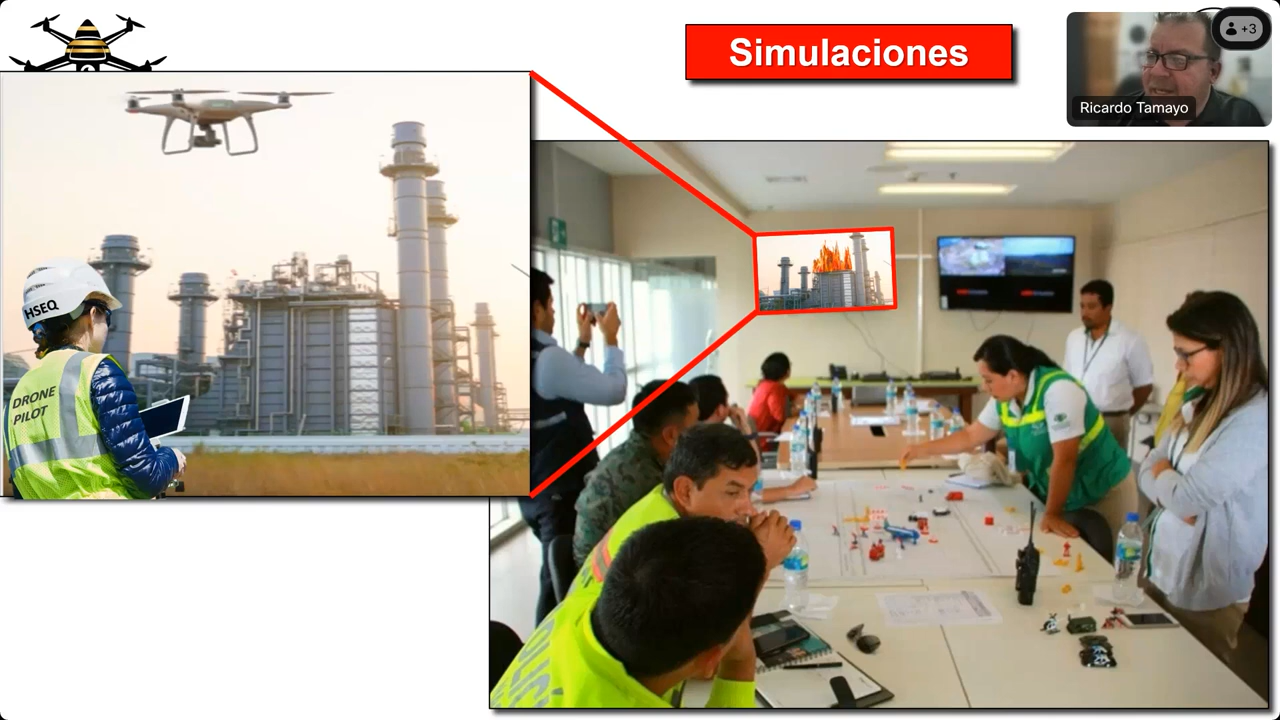 Simulaciones
+3
Ricardo Tamayo
HSEQ
DRONE
PILOT